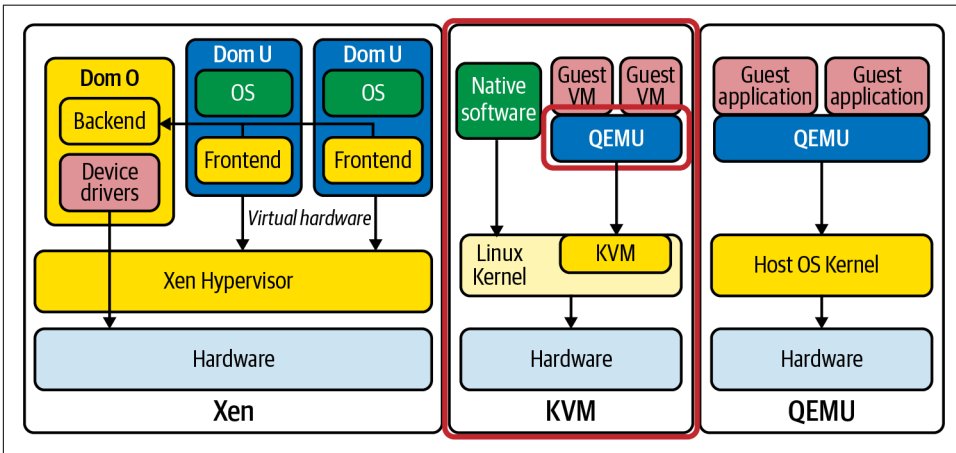 Dom O
Backend
Device
drivers
Dom U
OS
Frontend
Dom U
OS
Frontend
Virtual hardware
Xen Hypervisor
Hardware
Xen
Native
software
Guest
VM
Guest
VM
QEMU
Linux
Kernel
KVM
Hardware
KVM
Guest
application
Guest
application
QEMU
Host OS Kernel
Hardware
QEMU